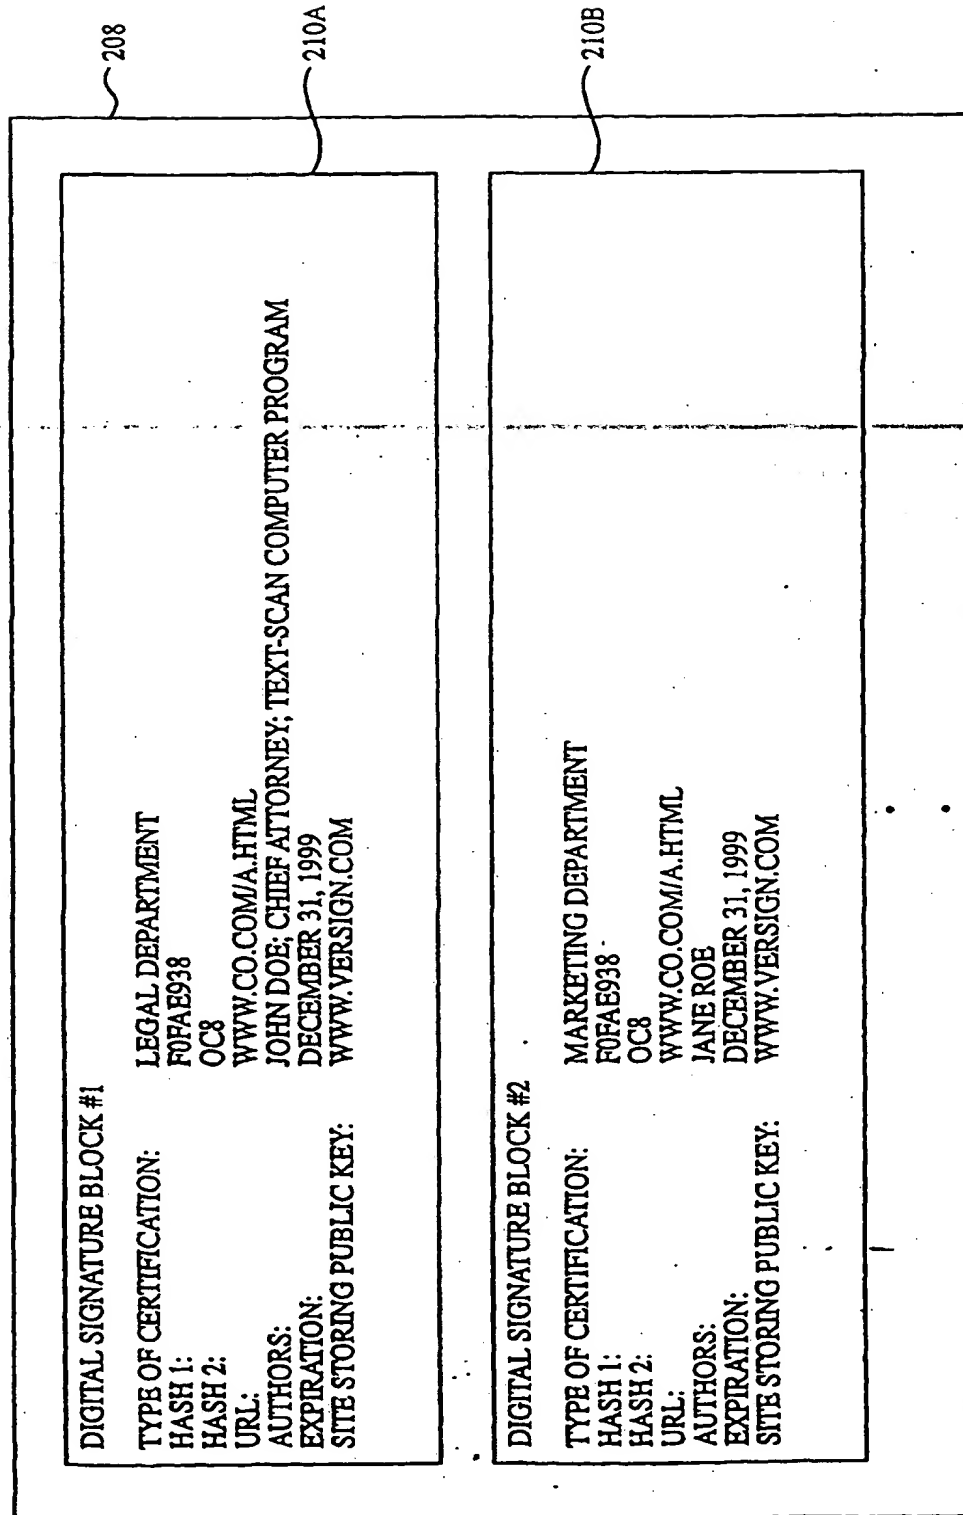 208
DIGITAL SIGNATURE BLOCK #1
210A
TYPE OF CERTIFICATION: LEGAL DEPARTMENT
HASH 1: F0FAE938
HASH 2: OC8
URL: WWW.CO.COM/A.HTML
AUTHORS: JOHN DOE; CHIEF ATTORNEY; TEXT-SCAN COMPUTER PROGRAM
EXPIRATION: DECEMBER 31, 1999
SITE STORING PUBLIC KEY: WWW.VERSIGN.COM
DIGITAL SIGNATURE BLOCK #2
210B
TYPE OF CERTIFICATION: MARKETING DEPARTMENT
HASH 1: F0FAE938
HASH 2: OC8
URL: WWW.CO.COM/A.HTML
AUTHORS: JANE ROE
EXPIRATION: DECEMBER 31, 1999
SITE STORING PUBLIC KEY: WWW.VERSIGN.COM